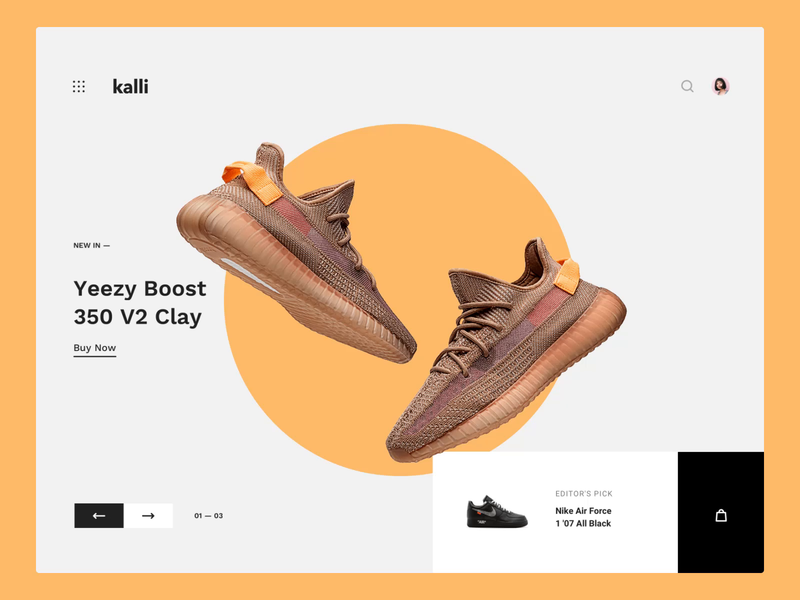 kalli
NEW IN —
Yeezy Boost
350 V2 Clay
Buy Now
01 — 03
EDITOR'S PICK
Nike Air Force
1 '07 All Black